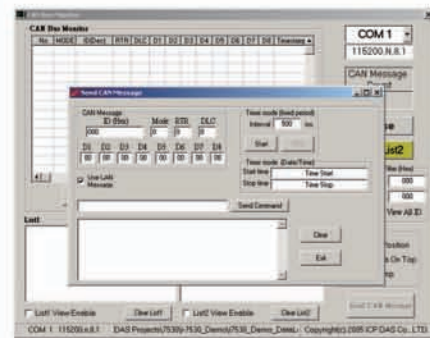 CAN Bus Monitor
No. MODE ID(Hex) RTR DLC D1 D2 D3 D4 D5 D6 D7 D8 Timestamp
COM 1
115200,N,8,1
CAN Message
Send CAN Message
CAN Message
ID (Hex) Mode RTR DLC
000 0 0 0
D1 D2 D3 D4 D5 D6 D7 D8
00 00 00 00 00 00 00 00
Message
Timer mode (fixed period)
Interval 500 ms
Start
Timer mode (Date/Time)
Start time Time Start
Stop time Time Stop
Send Command
Clear
Exit
List2
(Hex)
000
000
View All ID
On Top
List1
List1 View Enable
Clear List1
List2 View Enable
Clear List2
Send CAN Message
COM 1 115200,n,8,1
Copyright(c) 2005 ICP DAS Co., LTD.